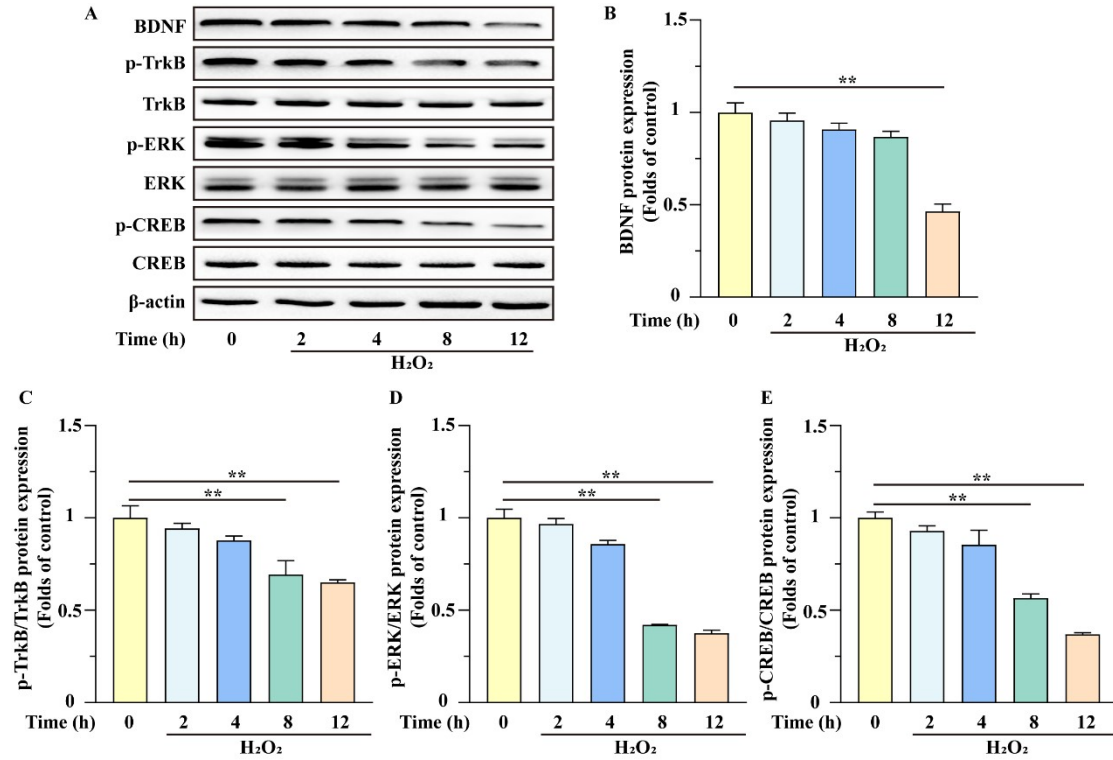 A
BDNF
p-TrkB
TrkB
p-ERK
ERK
p-CREB
CREB
β-actin
Time (h) 0 2 4 8 12
H₂O₂
B
BDNF protein expression
(Folds of control)
1.5
1
0.5
0
**
Time (h) 0 2 4 8 12
H₂O₂
C
p-TrkB/TrkB protein expression
(Folds of control)
1.5
1
0.5
0
**
**
Time (h) 0 2 4 8 12
H₂O₂
D
p-ERK/ERK protein expression
(Folds of control)
1.5
1
0.5
0
**
**
Time (h) 0 2 4 8 12
H₂O₂
E
p-CREB/CREB protein expression
(Folds of control)
1.5
1
0.5
0
**
**
Time (h) 0 2 4 8 12
H₂O₂